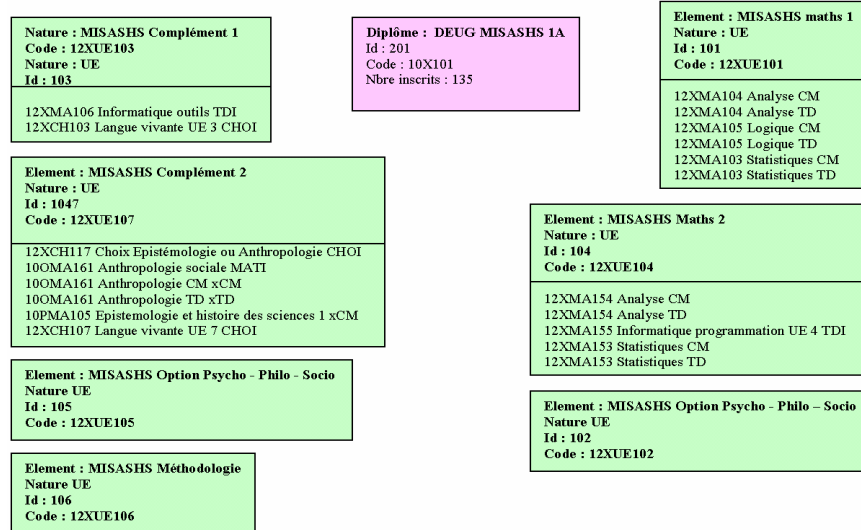 Nature : MISASHS Complément 1
Code : 12XUE103
Nature : UE
Id : 103
12XMA106 Informatique outils TDI
12XCH103 Langue vivante UE 3 CHOI
Diplôme : DEUG MISASHS 1A
Id : 201
Code : 10X101
Nbre inscrits : 135
Element : MISASHS maths 1
Nature : UE
Id : 101
Code : 12XUE101
12XMA104 Analyse CM
12XMA104 Analyse TD
12XMA105 Logique CM
12XMA105 Logique TD
12XMA103 Statistiques CM
12XMA103 Statistiques TD
Element : MISASHS Complément 2
Nature : UE
Id : 1047
Code : 12XUE107
12XCH117 Choix Epistémologie ou Anthropologie CHOI
10OMA161 Anthropologie sociale MATI
10OMA161 Anthropologie CM xCM
10OMA161 Anthropologie TD xTD
10PMA105 Epistemologie et histoire des sciences 1 xCM
12XCH107 Langue vivante UE 7 CHOI
Element : MISASHS Maths 2
Nature : UE
Id : 104
Code : 12XUE104
12XMA154 Analyse CM
12XMA154 Analyse TD
12XMA155 Informatique programmation UE 4 TDI
12XMA153 Statistiques CM
12XMA153 Statistiques TD
Element : MISASHS Option Psycho - Philo - Socio
Nature UE
Id : 105
Code : 12XUE105
Element : MISASHS Option Psycho - Philo – Socio
Nature UE
Id : 102
Code : 12XUE102
Element : MISASHS Méthodologie
Nature UE
Id : 106
Code : 12XUE106